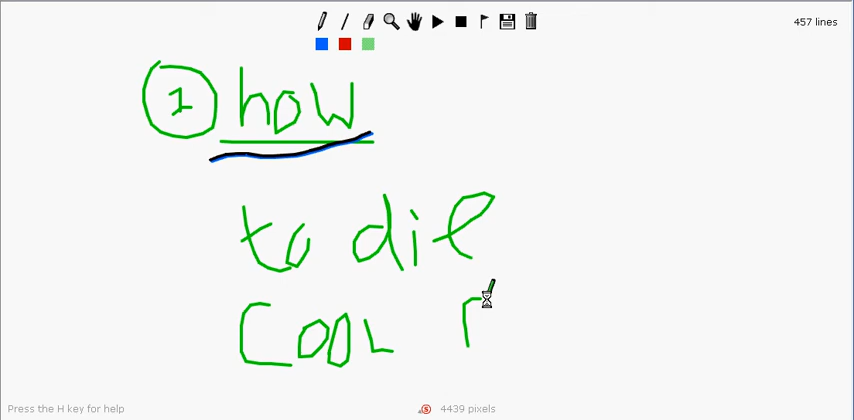 457 lines
1 how
to die
cool r
Press the H key for help
4439 pixels